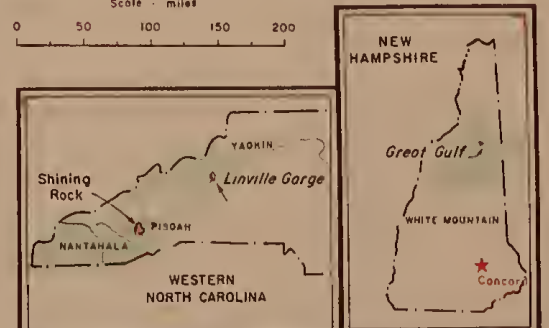 Scale - miles
0 50 100 150 200
NEW
HAMPSHIRE
YADKIN
Great Gulf
Linville Gorge
Shining
Rock
PISGAH
WHITE MOUNTAIN
NANTAHALA
Concord
WESTERN
NORTH CAROLINA